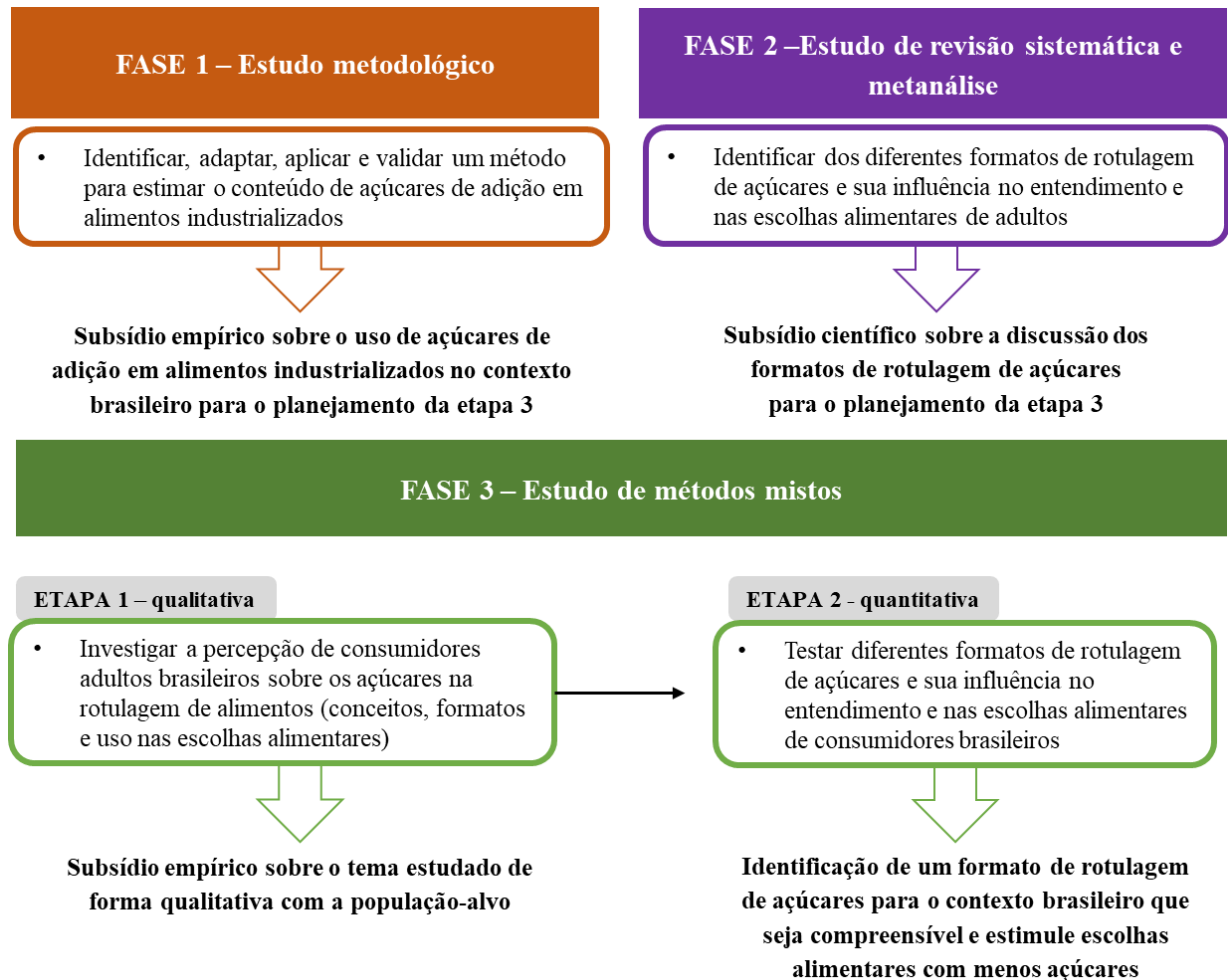 FASE 1 – Estudo metodológico
• Identificar, adaptar, aplicar e validar um método
para estimar o conteúdo de açúcares de adição em
alimentos industrializados
Subsídio empírico sobre o uso de açúcares de
adição em alimentos industrializados no contexto
brasileiro para o planejamento da etapa 3
FASE 2 –Estudo de revisão sistemática e
metanálise
• Identificar dos diferentes formatos de rotulagem
de açúcares e sua influência no entendimento e
nas escolhas alimentares de adultos
Subsídio científico sobre a discussão dos
formatos de rotulagem de açúcares
para o planejamento da etapa 3
FASE 3 – Estudo de métodos mistos
ETAPA 1 – qualitativa
• Investigar a percepção de consumidores
adultos brasileiros sobre os açúcares na
rotulagem de alimentos (conceitos, formatos
e uso nas escolhas alimentares)
Subsídio empírico sobre o tema estudado de
forma qualitativa com a população-alvo
ETAPA 2 - quantitativa
• Testar diferentes formatos de rotulagem
de açúcares e sua influência no
entendimento e nas escolhas alimentares
de consumidores brasileiros
Identificação de um formato de rotulagem
de açúcares para o contexto brasileiro que
seja compreensível e estimule escolhas
alimentares com menos açúcares